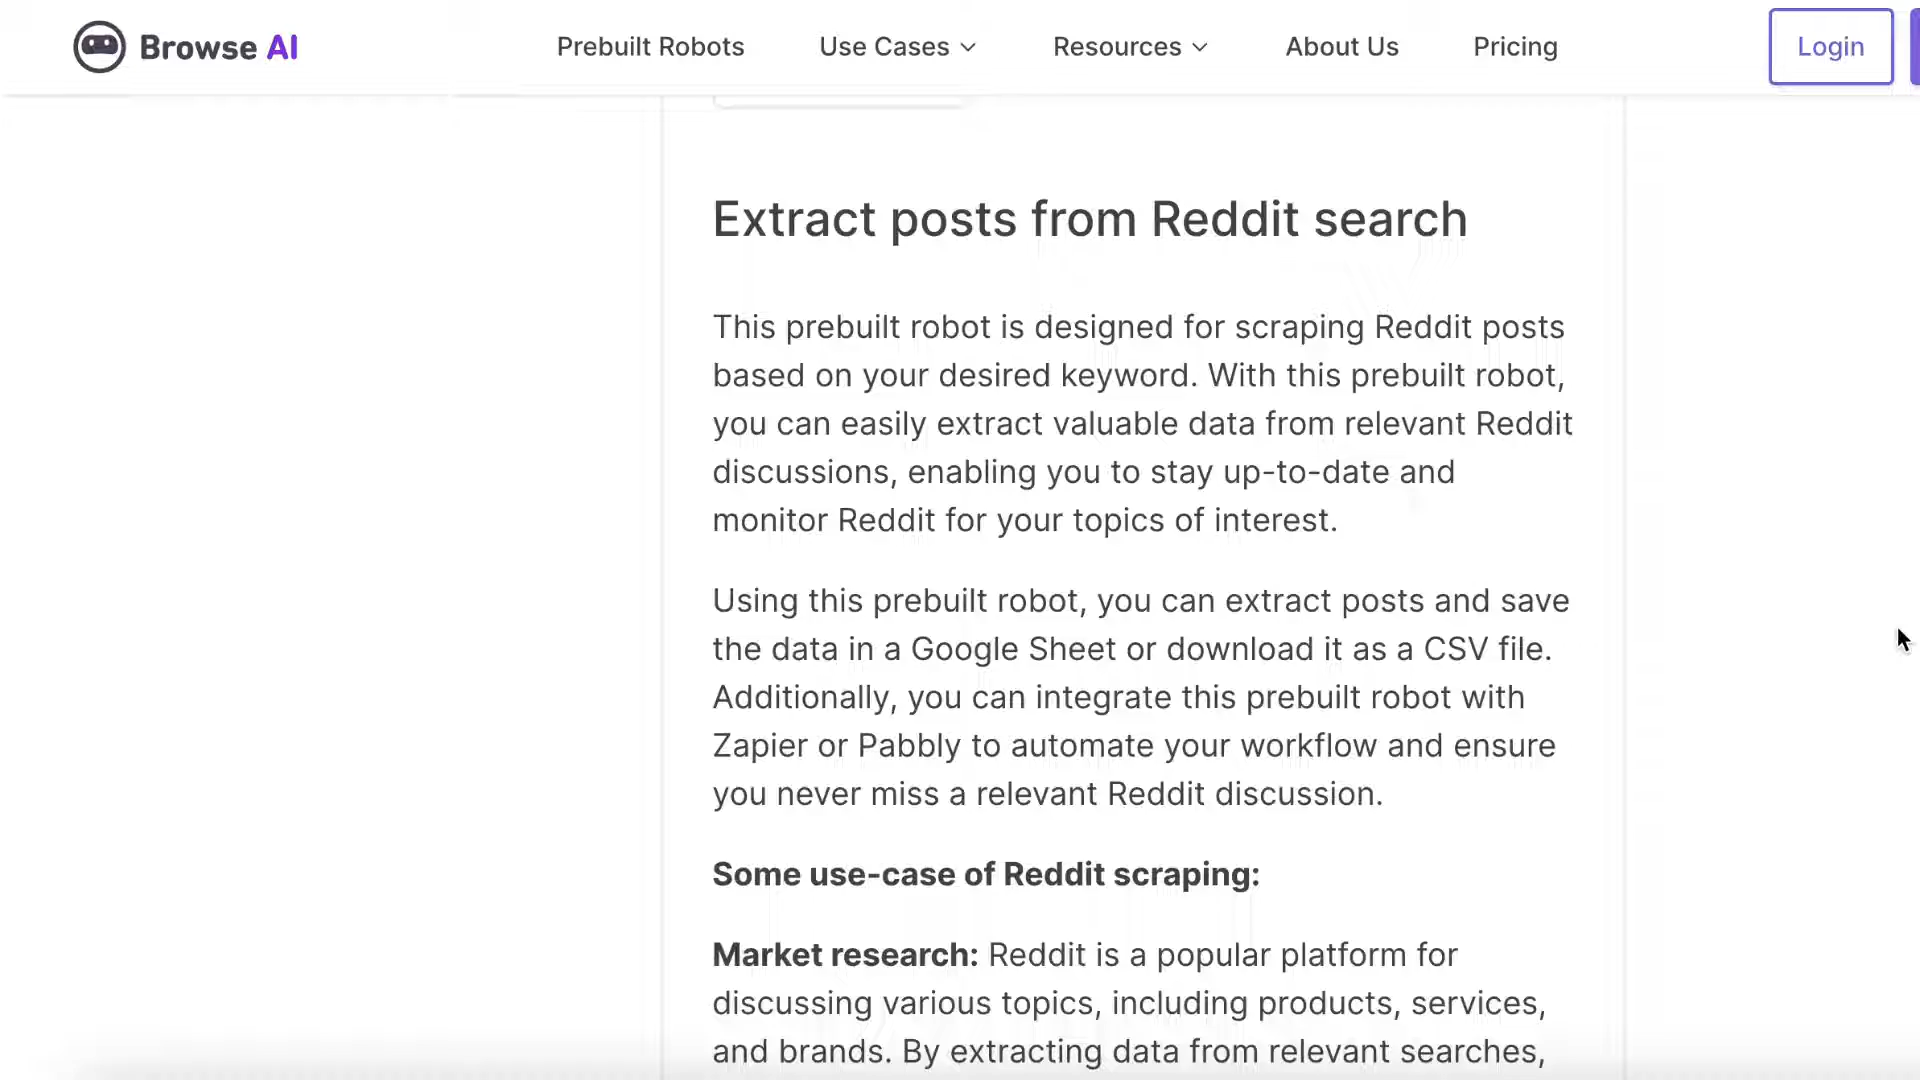 Browse AI
Prebuilt Robots
Use Cases
Resources
About Us
Pricing
Login
Extract posts from Reddit search
This prebuilt robot is designed for scraping Reddit posts
based on your desired keyword. With this prebuilt robot,
you can easily extract valuable data from relevant Reddit
discussions, enabling you to stay up-to-date and
monitor Reddit for your topics of interest.
Using this prebuilt robot, you can extract posts and save
the data in a Google Sheet or download it as a CSV file.
Additionally, you can integrate this prebuilt robot with
Zapier or Pabbly to automate your workflow and ensure
you never miss a relevant Reddit discussion.
Some use-case of Reddit scraping:
Market research: Reddit is a popular platform for
discussing various topics, including products, services,
and brands. By extracting data from relevant searches,